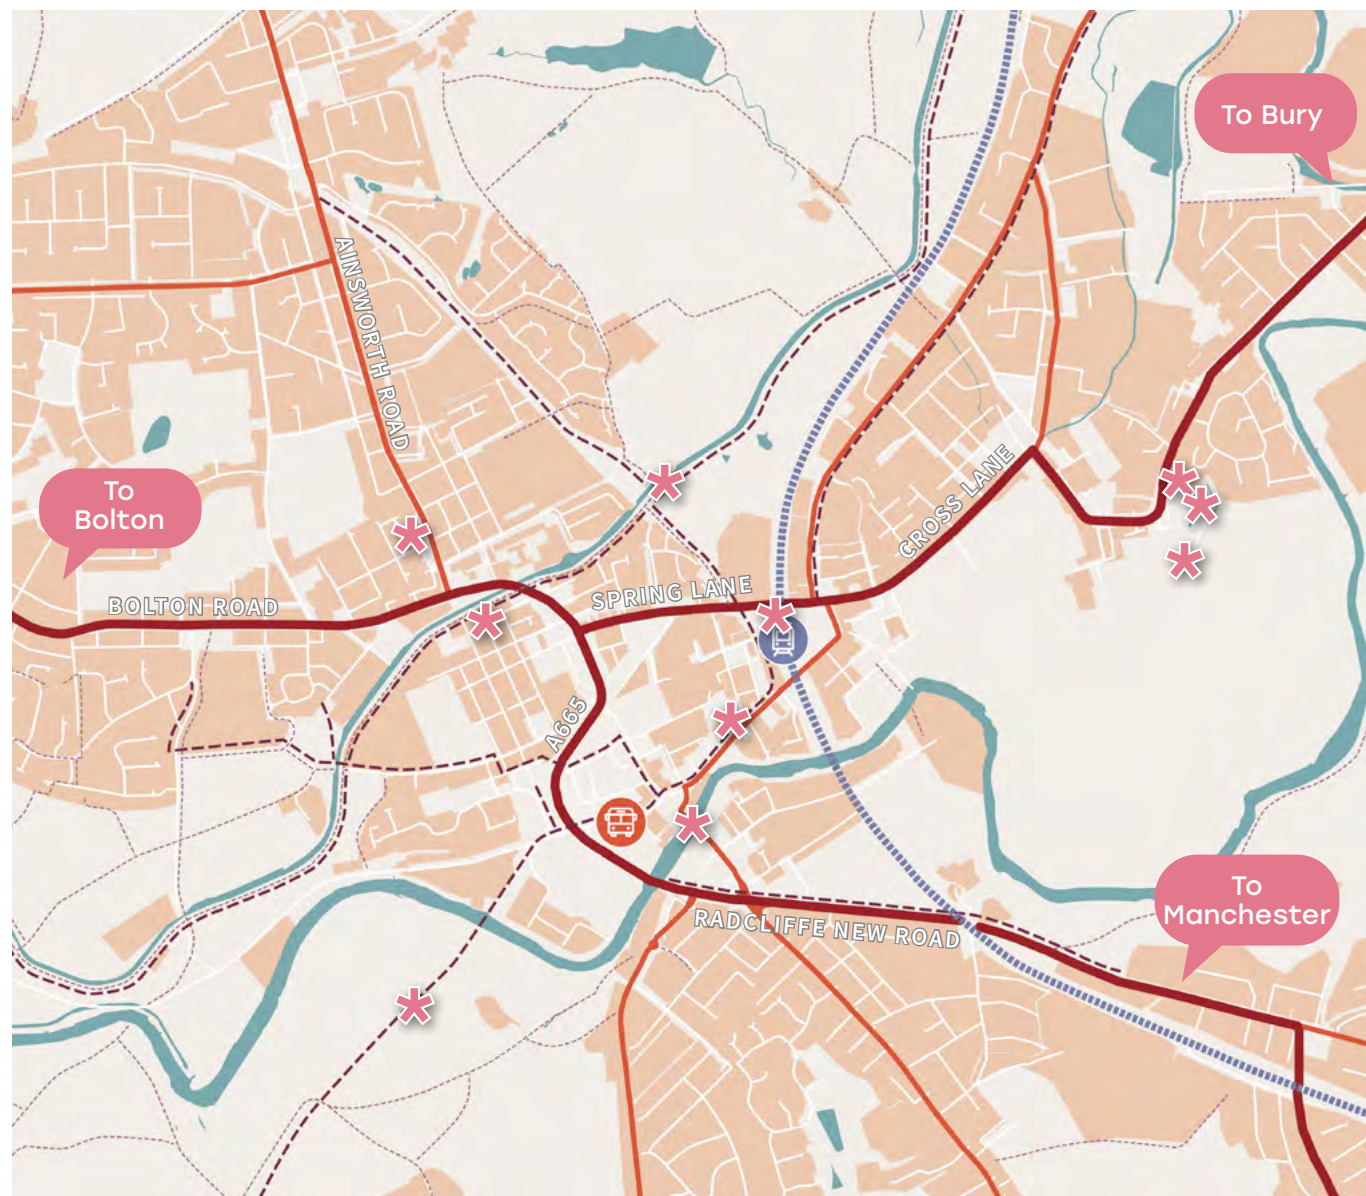 To Bury
AINSWORTH ROAD
To
Bolton
CROSS LANE
BOLTON ROAD
SPRING LANE
A665
To
Manchester
RADCLIFFE NEW ROAD